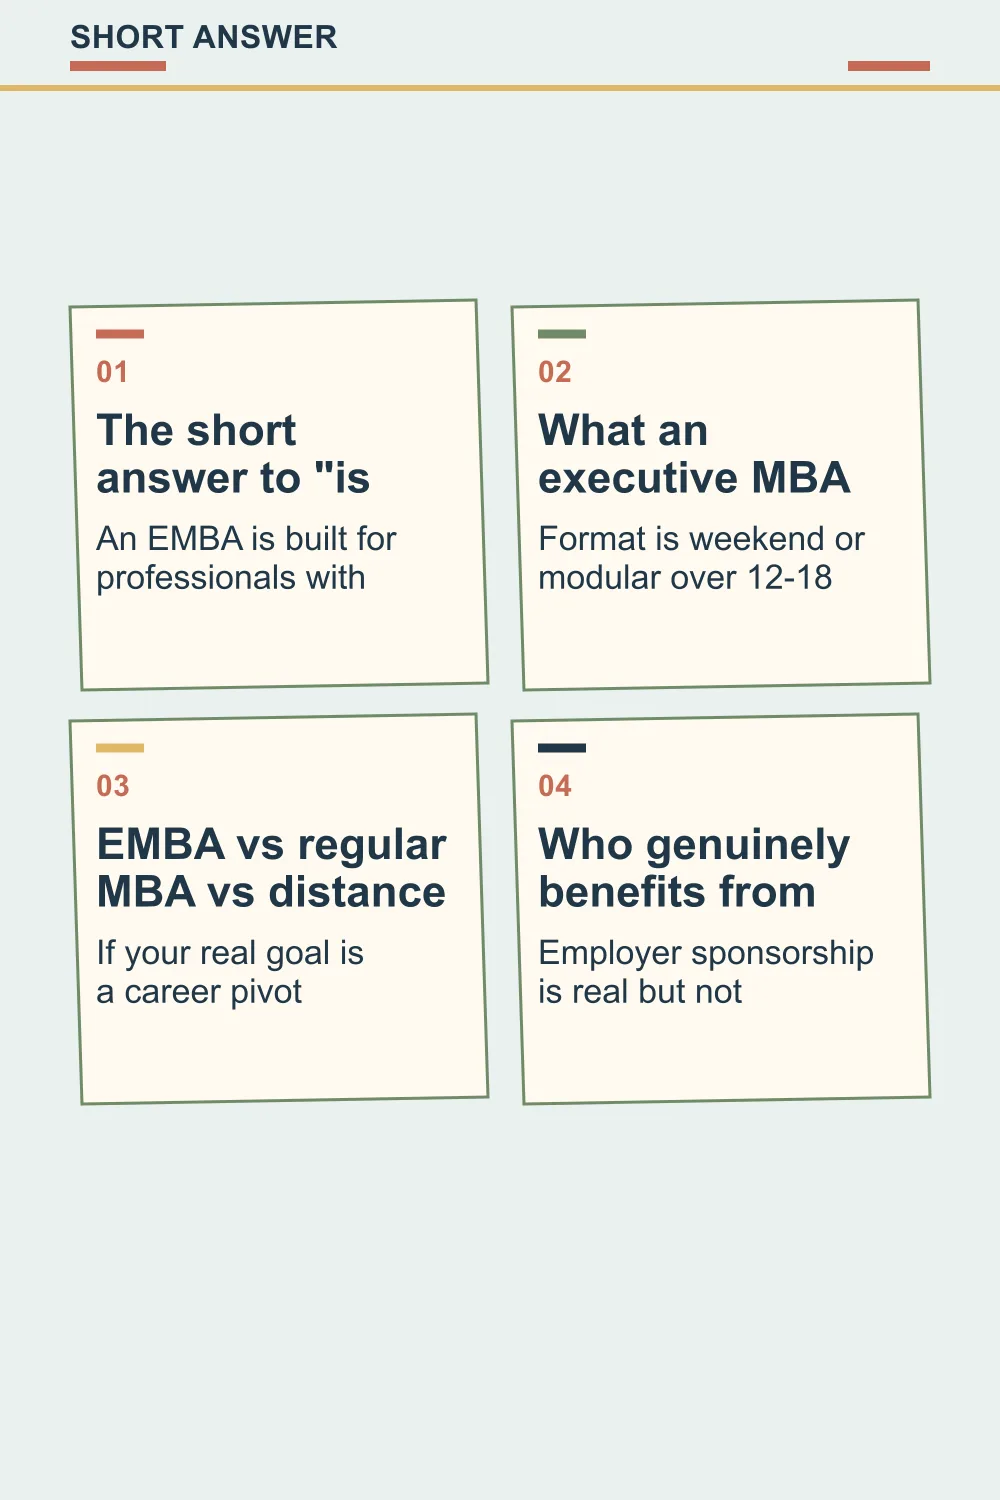 SHORT ANSWER
01
The short
answer to "is
An EMBA is built for
professionals with
02
What an
executive MBA
Format is weekend or
modular over 12-18
03
EMBA vs regular
MBA vs distance
If your real goal is
a career pivot
04
Who genuinely
benefits from
Employer sponsorship
is real but not